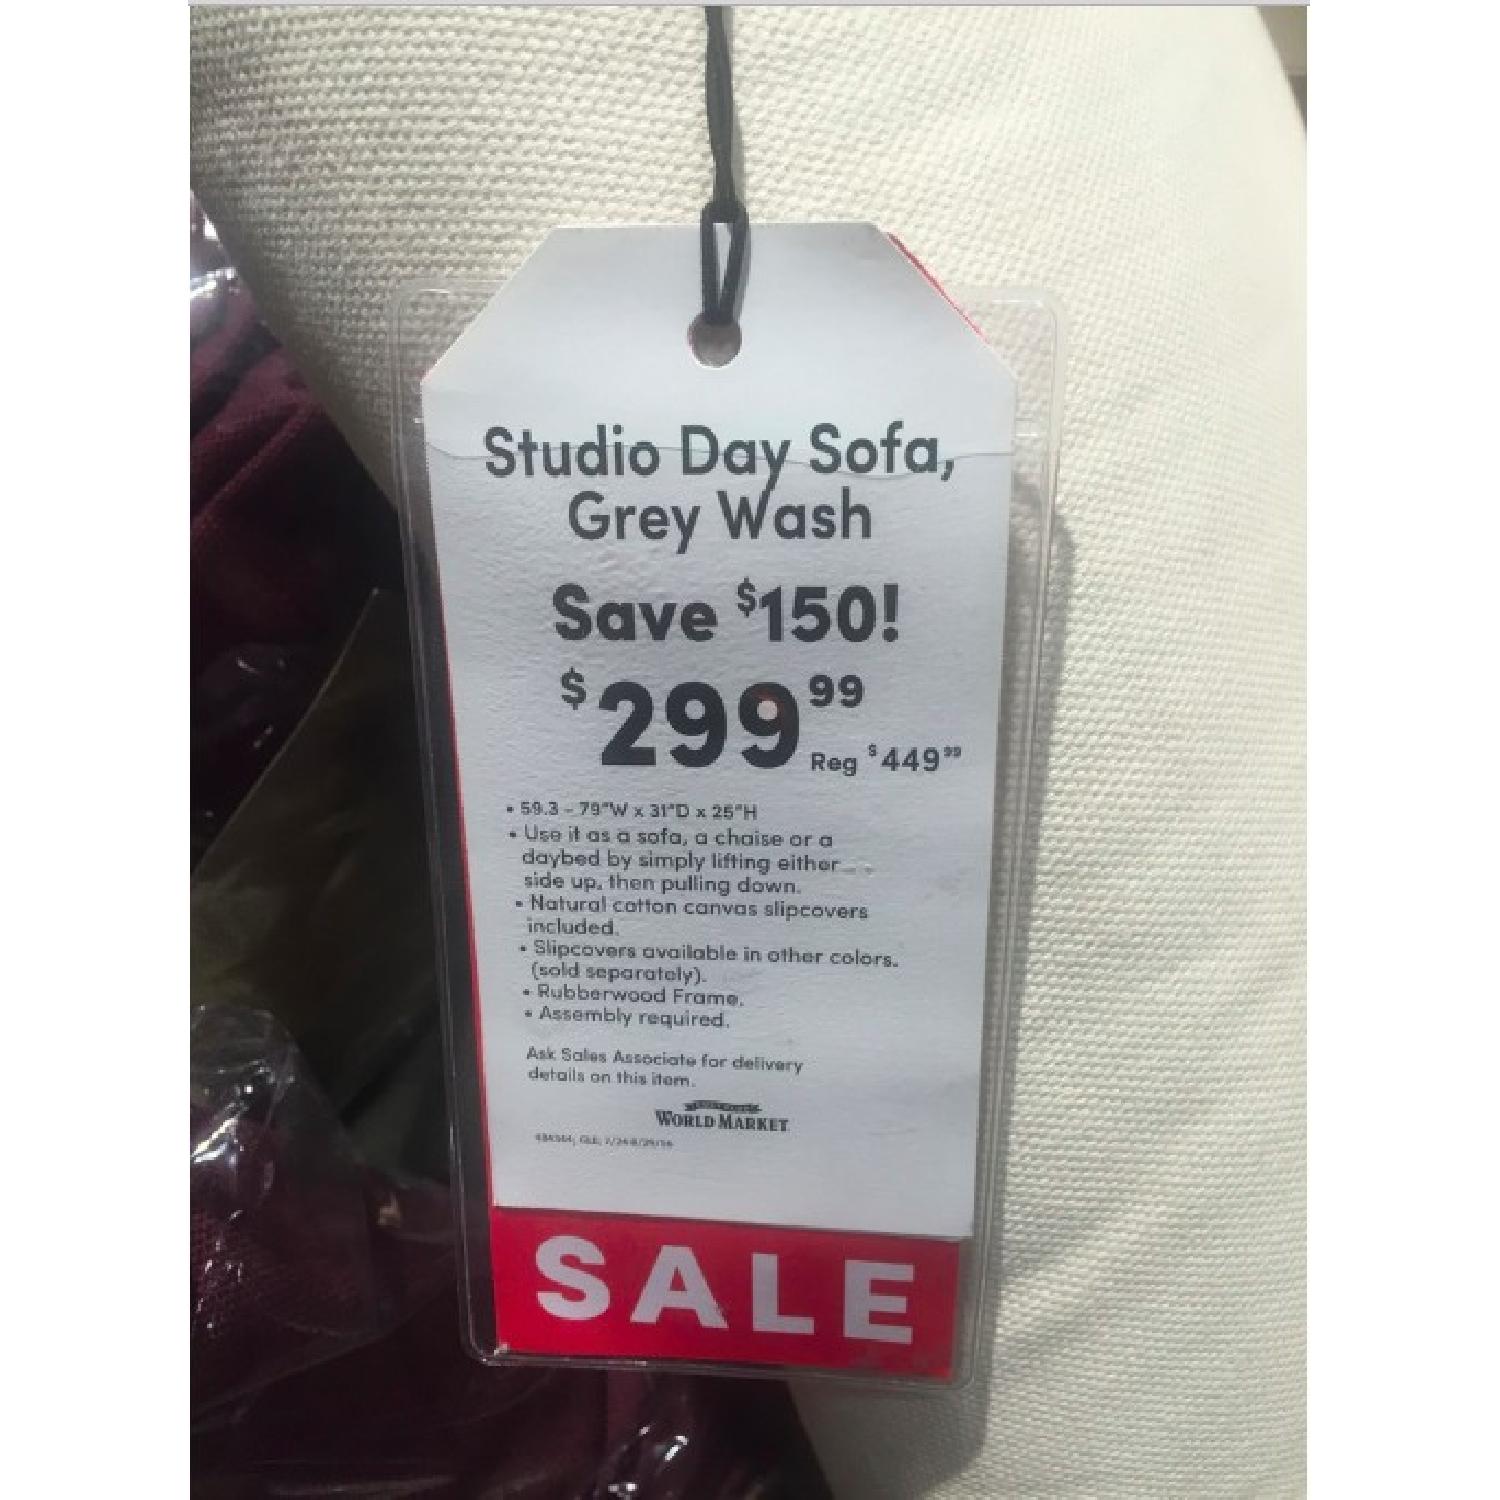 Studio Day Sofa,
Grey Wash
Save $150!
$299 99
Reg $449 99
• 59.3 - 79"W x 31"D x 25"H
• Use it as a sofa, a chaise or a
daybed by simply lifting either
side up, then pulling down.
• Natural cotton canvas slipcovers
included.
• Slipcovers available in other colors.
(sold separately).
• Rubberwood Frame.
• Assembly required.
Ask Sales Associate for delivery
details on this item.
WORLD MARKET
SALE